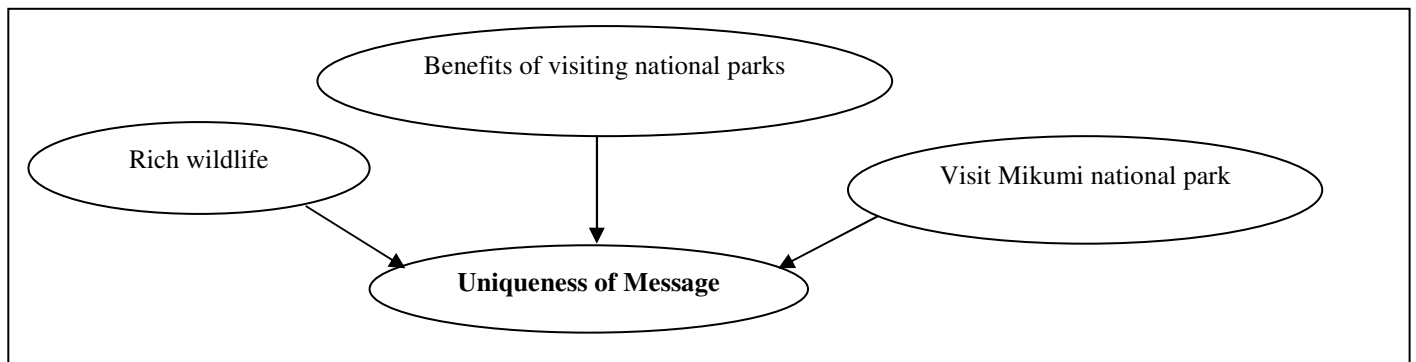 Benefits of visiting national parks
Rich wildlife
Visit Mikumi national park
Uniqueness of Message